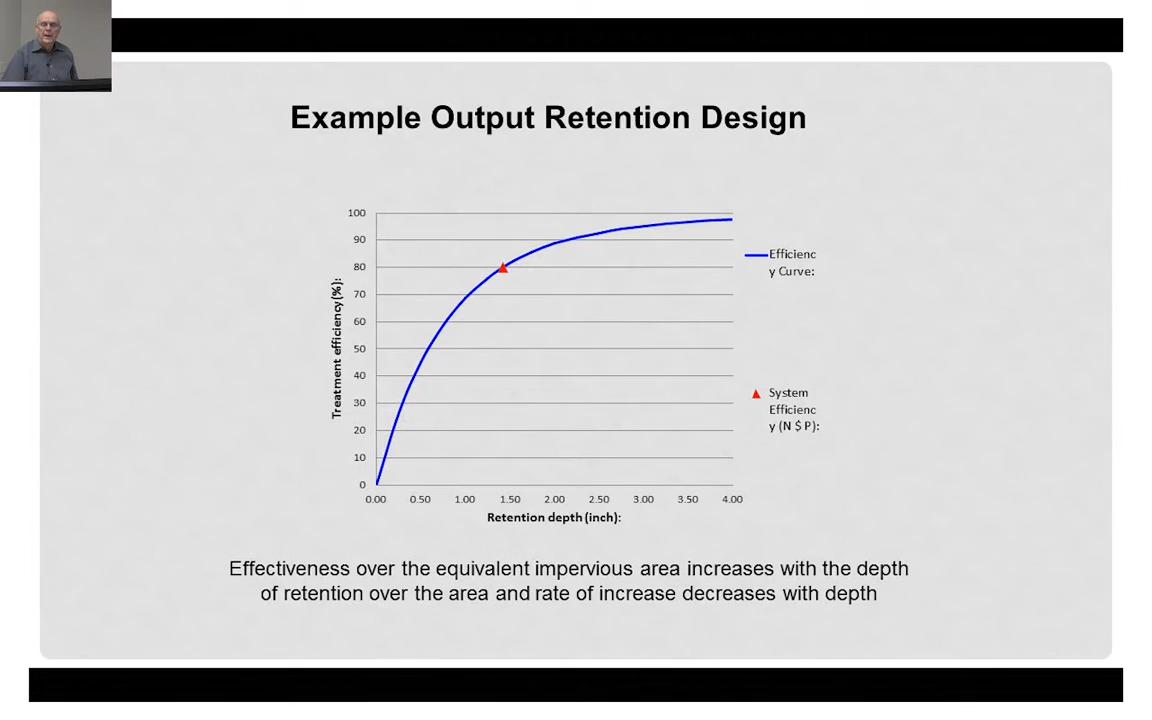 Example Output Retention Design
100
90
80
70
60
50
40
30
20
10
0
Treatment efficiency(%):
0.00 0.50 1.00 1.50 2.00 2.50 3.00 3.50 4.00
Retention depth (inch):
Efficienc
y Curve:
System
Efficienc
y (N $ P):
Effectiveness over the equivalent impervious area increases with the depth
of retention over the area and rate of increase decreases with depth